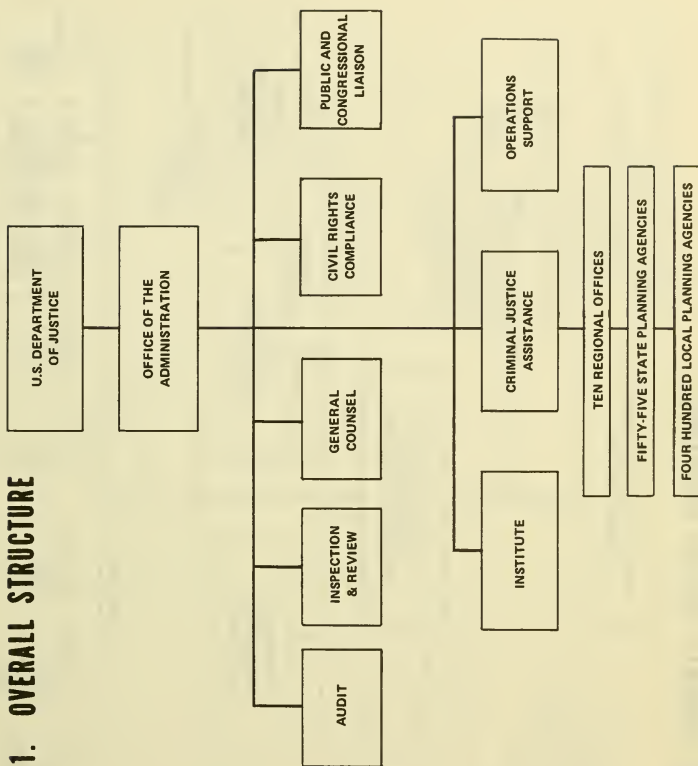 1. OVERALL STRUCTURE
U.S. DEPARTMENT
OF JUSTICE
OFFICE OF THE
ADMINISTRATION
AUDIT
INSPECTION
& REVIEW
GENERAL
COUNSEL
CIVIL RIGHTS
COMPLIANCE
PUBLIC AND
CONGRESSIONAL
LIAISON
INSTITUTE
CRIMINAL JUSTICE
ASSISTANCE
OPERATIONS
SUPPORT
TEN REGIONAL OFFICES
FIFTY-FIVE STATE PLANNING AGENCIES
FOUR HUNDRED LOCAL PLANNING AGENCIES